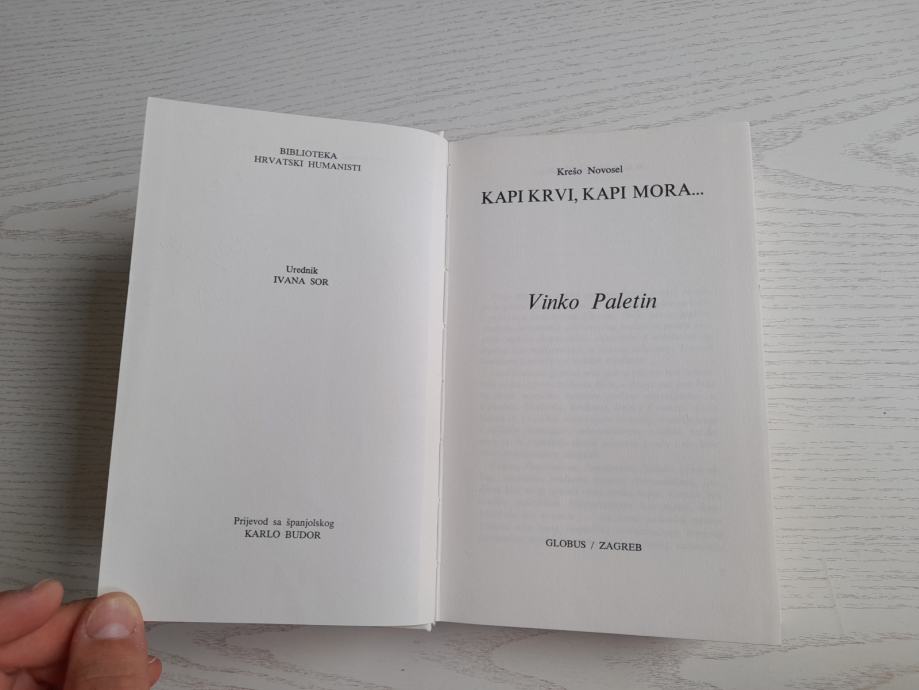 BIBLIOTEKA
HRVATSKI HUMANISTI
Urednik
IVANA SOR
Prijevod sa španjolskog
KARLO BUDOR
Krešo Novosel
KAPI KRVI, KAPI MORA...
Vinko Paletin
GLOBUS / ZAGREB